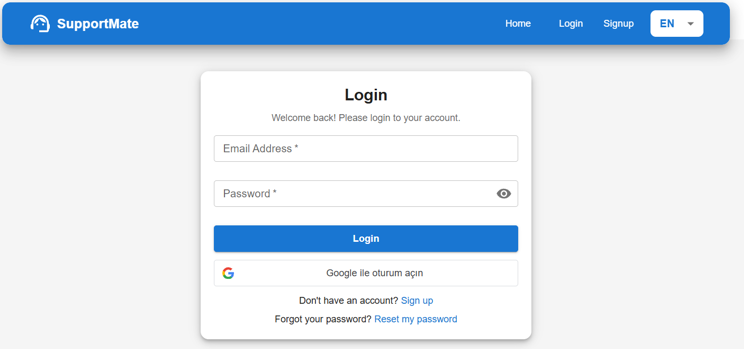 SupportMate
Home Login Signup EN
Login
Welcome back! Please login to your account.
Email Address *
Password *
Login
Google ile oturum açın
Don't have an account? Sign up
Forgot your password? Reset my password